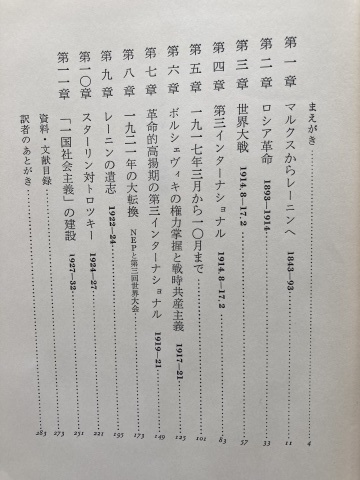 まえがき 4
第一章 マルクスからレーニンへ 1843–93 11
第二章 ロシア革命 1893–1914 33
第三章 世界大戦 1914.8–17.2 57
第四章 第三インターナショナル 1914.8–17.2 83
第五章 一九一七年三月から一〇月まで 101
第六章 ボルシェヴィキの権力掌握と戦時共産主義 1917–21 125
第七章 革命的高揚期の第三インターナショナル 1919–21 149
第八章 一九二一年の大転換 NEPと第三回世界大会 173
第九章 レーニンの遺志 1922–24 195
第一〇章 スターリン対トロツキー 1924–27 221
第一一章 「一国社会主義」の建設 1927–32 251
資料・文献目録 273
訳者のあとがき 283